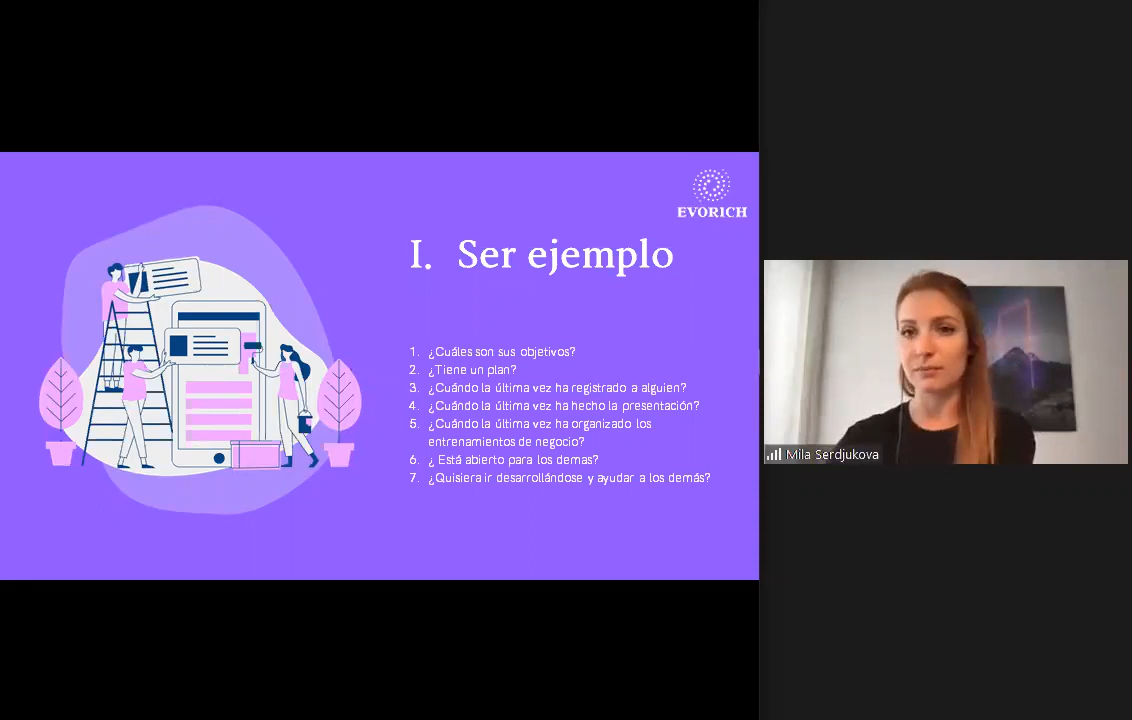 EVORICH
I. Ser ejemplo
1. ¿Cuáles son sus objetivos?
2. ¿Tiene un plan?
3. ¿Cuándo la última vez ha registrado a alguien?
4. ¿Cuándo la última vez ha hecho la presentación?
5. ¿Cuándo la última vez ha organizado los
entrenamientos de negocio?
6. ¿ Está abierto para los demas?
7. ¿Quisiera ir desarrollándose y ayudar a los demás?
Mila Serdjukova